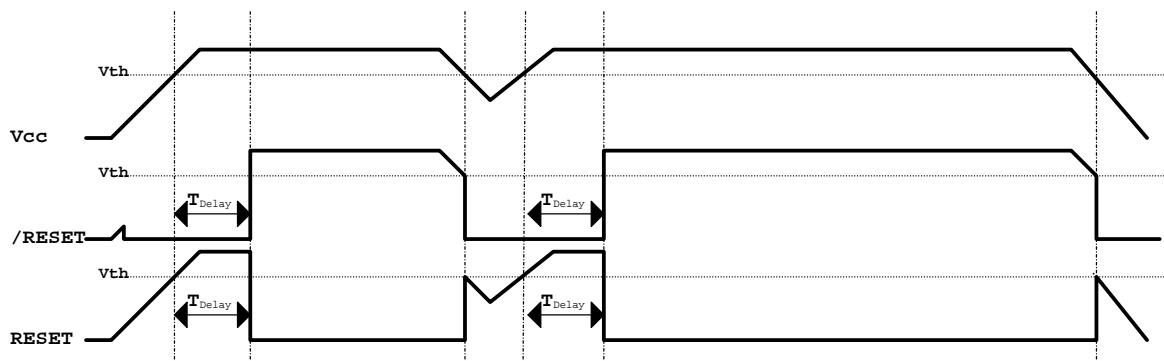 Vth
Vcc
Vth
TDelay
TDelay
/RESET
Vth
TDelay
TDelay
RESET